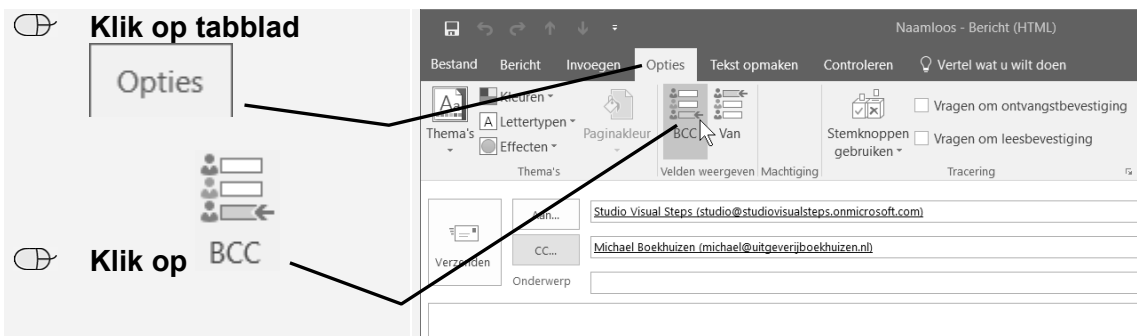 Klik op tabblad
Opties
BCC
Klik op
Naamloos - Bericht (HTML)
Bestand Bericht Invoegen Opties Tekst opmaken Controleren Vertel wat u wilt doen
Aa Kleuren
A Lettertypen
Effecten
Thema's
Paginakleur
BCC
Van
Stemknoppen gebruiken
Vragen om ontvangstbevestiging
Vragen om leesbevestiging
Thema's Velden weergeven Machtiging Tracering
Verzenden
Aan... Studio Visual Steps (studio@studiovisualsteps.onmicrosoft.com)
CC... Michael Boekhuizen (michael@uitgeverijboekhuizen.nl)
Onderwerp